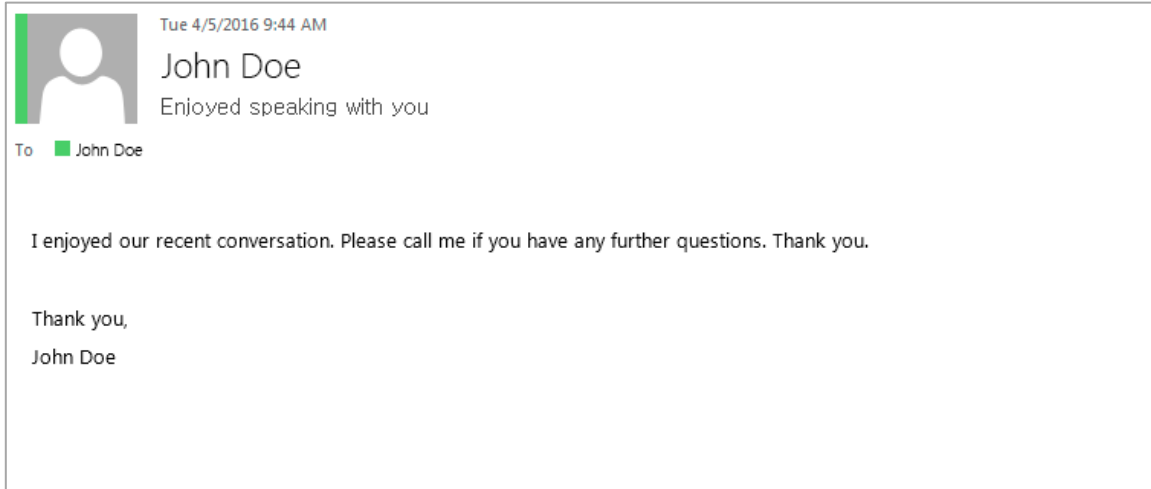 Tue 4/5/2016 9:44 AM
John Doe
Enjoyed speaking with you
To John Doe
I enjoyed our recent conversation. Please call me if you have any further questions. Thank you.
Thank you,
John Doe